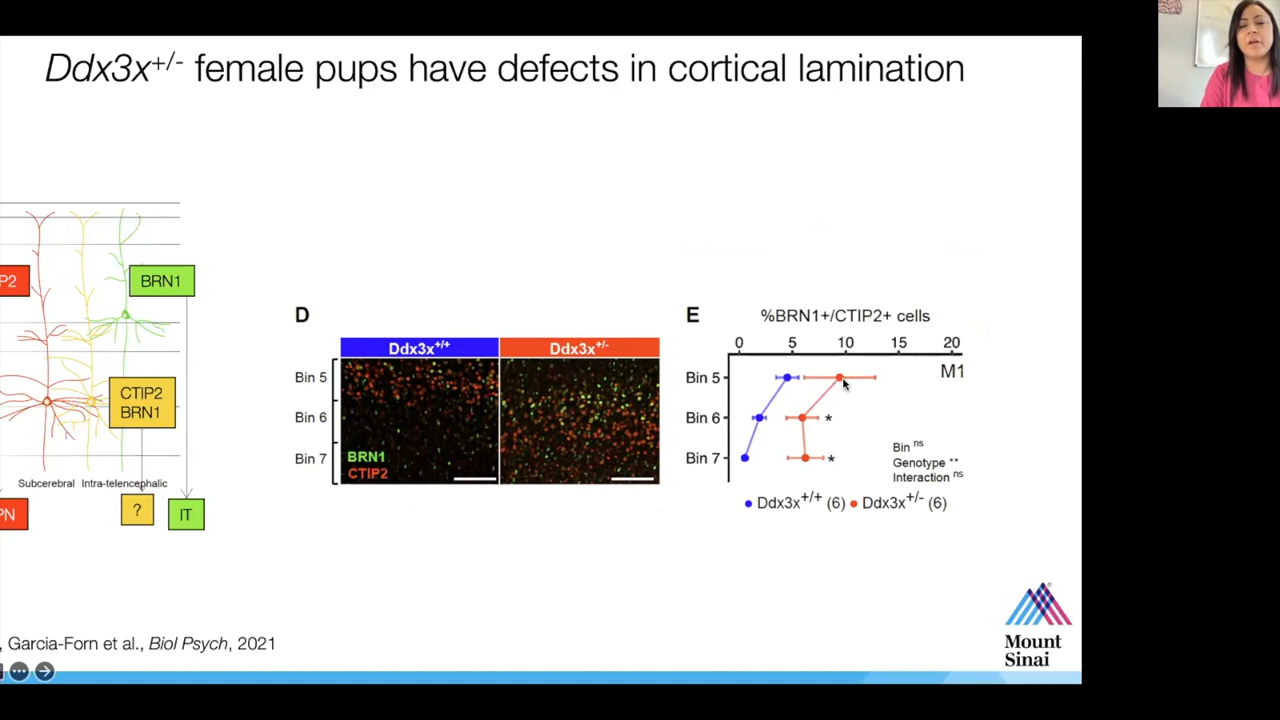 Ddx3x+/- female pups have defects in cortical lamination
P2
BRN1
CTIP2
BRN1
Subcerebral Intra-telencephalic
PN
?
IT
D
Ddx3x+/+
Ddx3x+/-
Bin 5
Bin 6
Bin 7
BRN1
CTIP2
E
%BRN1+/CTIP2+ cells
0 5 10 15 20
M1
Bin 5
Bin 6 *
Bin 7 *
Bin ns
Genotype **
Interaction ns
Ddx3x+/+ (6) Ddx3x+/- (6)
, Garcia-Forn et al., Biol Psych, 2021
Mount
Sinai